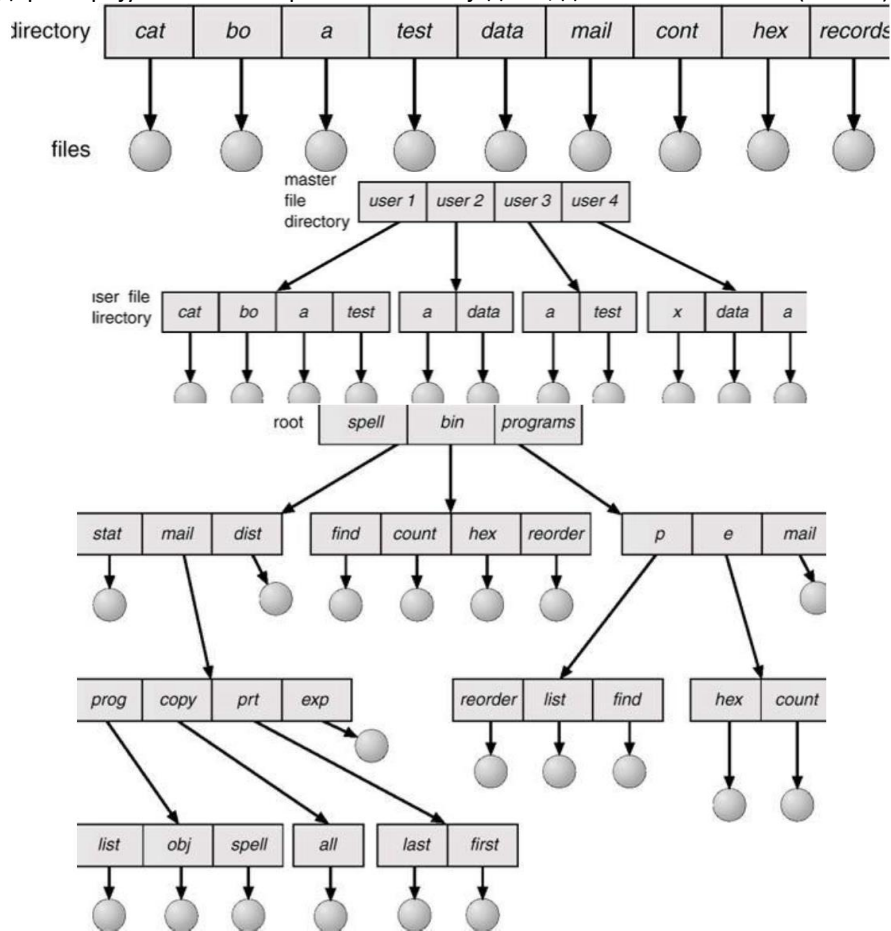 directory cat bo a test data mail cont hex records
files
master
file
directory
user 1 user 2 user 3 user 4
user file
directory
cat bo a test a data a test x data a
root spell bin programs
stat mail dist find count hex reorder p e mail
prog copy prt exp reorder list find hex count
list obj spell all last first